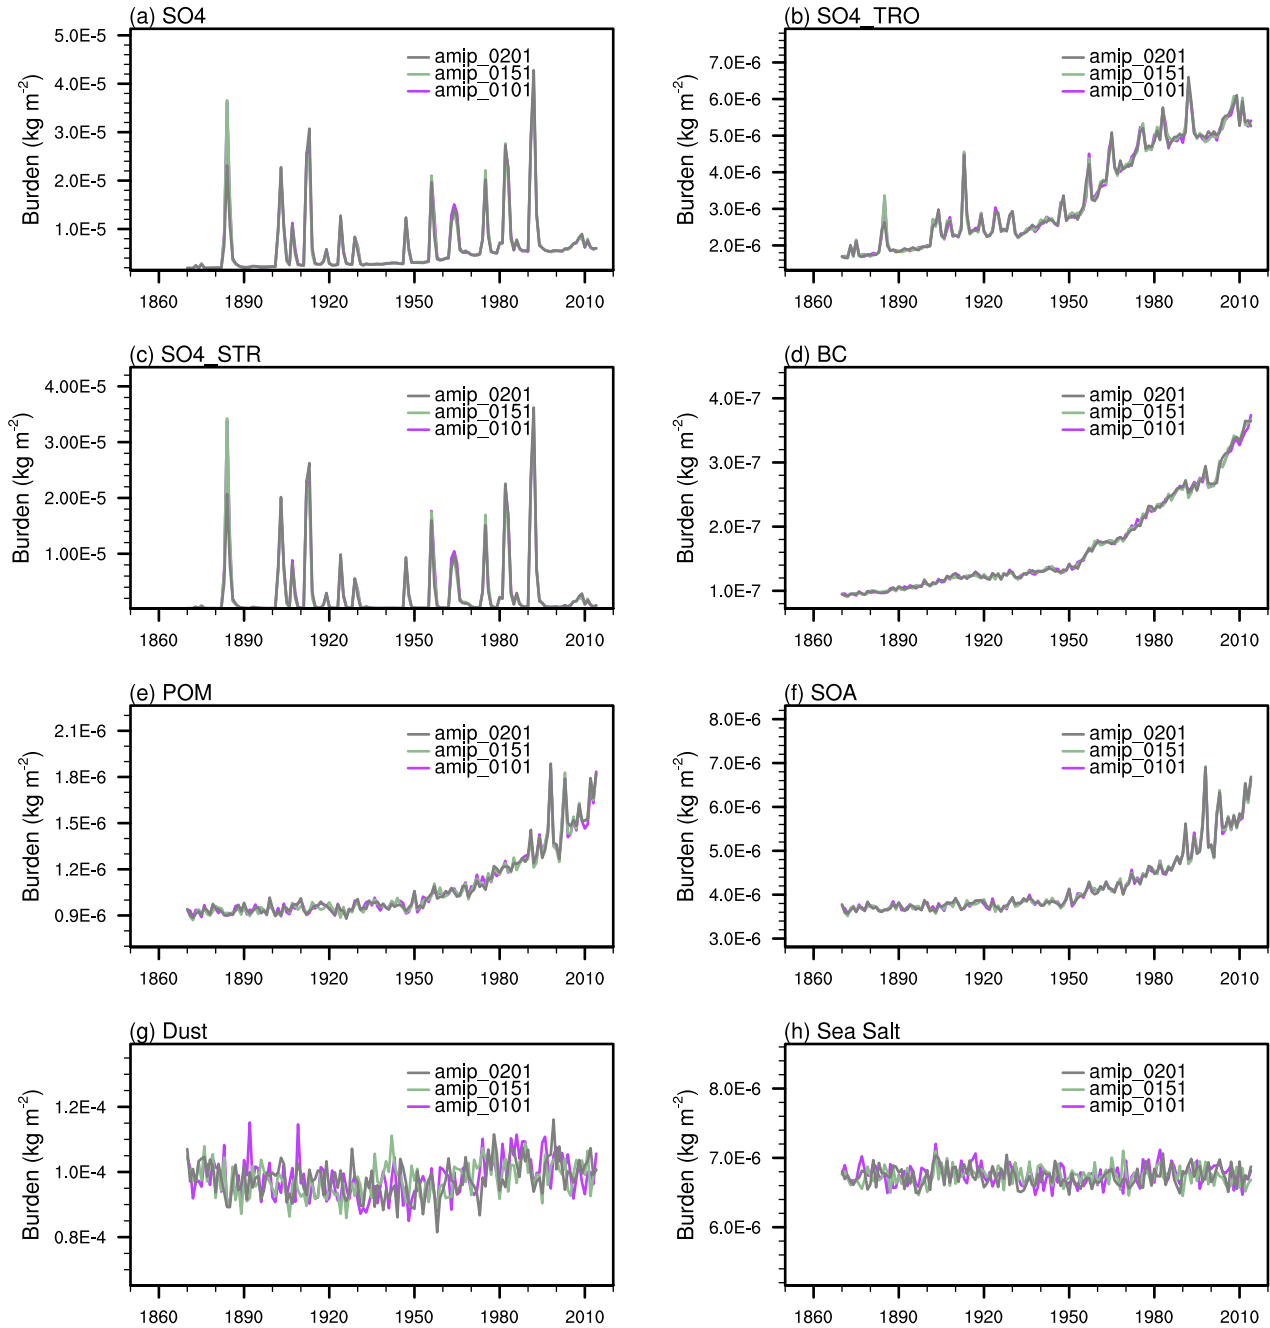 (a) SO4
5.0E-5
4.0E-5
3.0E-5
2.0E-5
1.0E-5
Burden (kg m-2)
amip_0201
amip_0151
amip_0101
1860 1890 1920 1950 1980 2010
(b) SO4_TRO
7.0E-6
6.0E-6
5.0E-6
4.0E-6
3.0E-6
2.0E-6
Burden (kg m-2)
amip_0201
amip_0151
amip_0101
1860 1890 1920 1950 1980 2010
(c) SO4_STR
4.00E-5
3.00E-5
2.00E-5
1.00E-5
Burden (kg m-2)
amip_0201
amip_0151
amip_0101
1860 1890 1920 1950 1980 2010
(d) BC
4.0E-7
3.0E-7
2.0E-7
1.0E-7
Burden (kg m-2)
amip_0201
amip_0151
amip_0101
1860 1890 1920 1950 1980 2010
(e) POM
2.1E-6
1.8E-6
1.5E-6
1.2E-6
0.9E-6
Burden (kg m-2)
amip_0201
amip_0151
amip_0101
1860 1890 1920 1950 1980 2010
(f) SOA
8.0E-6
7.0E-6
6.0E-6
5.0E-6
4.0E-6
3.0E-6
Burden (kg m-2)
amip_0201
amip_0151
amip_0101
1860 1890 1920 1950 1980 2010
(g) Dust
1.2E-4
1.0E-4
0.8E-4
Burden (kg m-2)
amip_0201
amip_0151
amip_0101
1860 1890 1920 1950 1980 2010
(h) Sea Salt
8.0E-6
7.0E-6
6.0E-6
Burden (kg m-2)
amip_0201
amip_0151
amip_0101
1860 1890 1920 1950 1980 2010